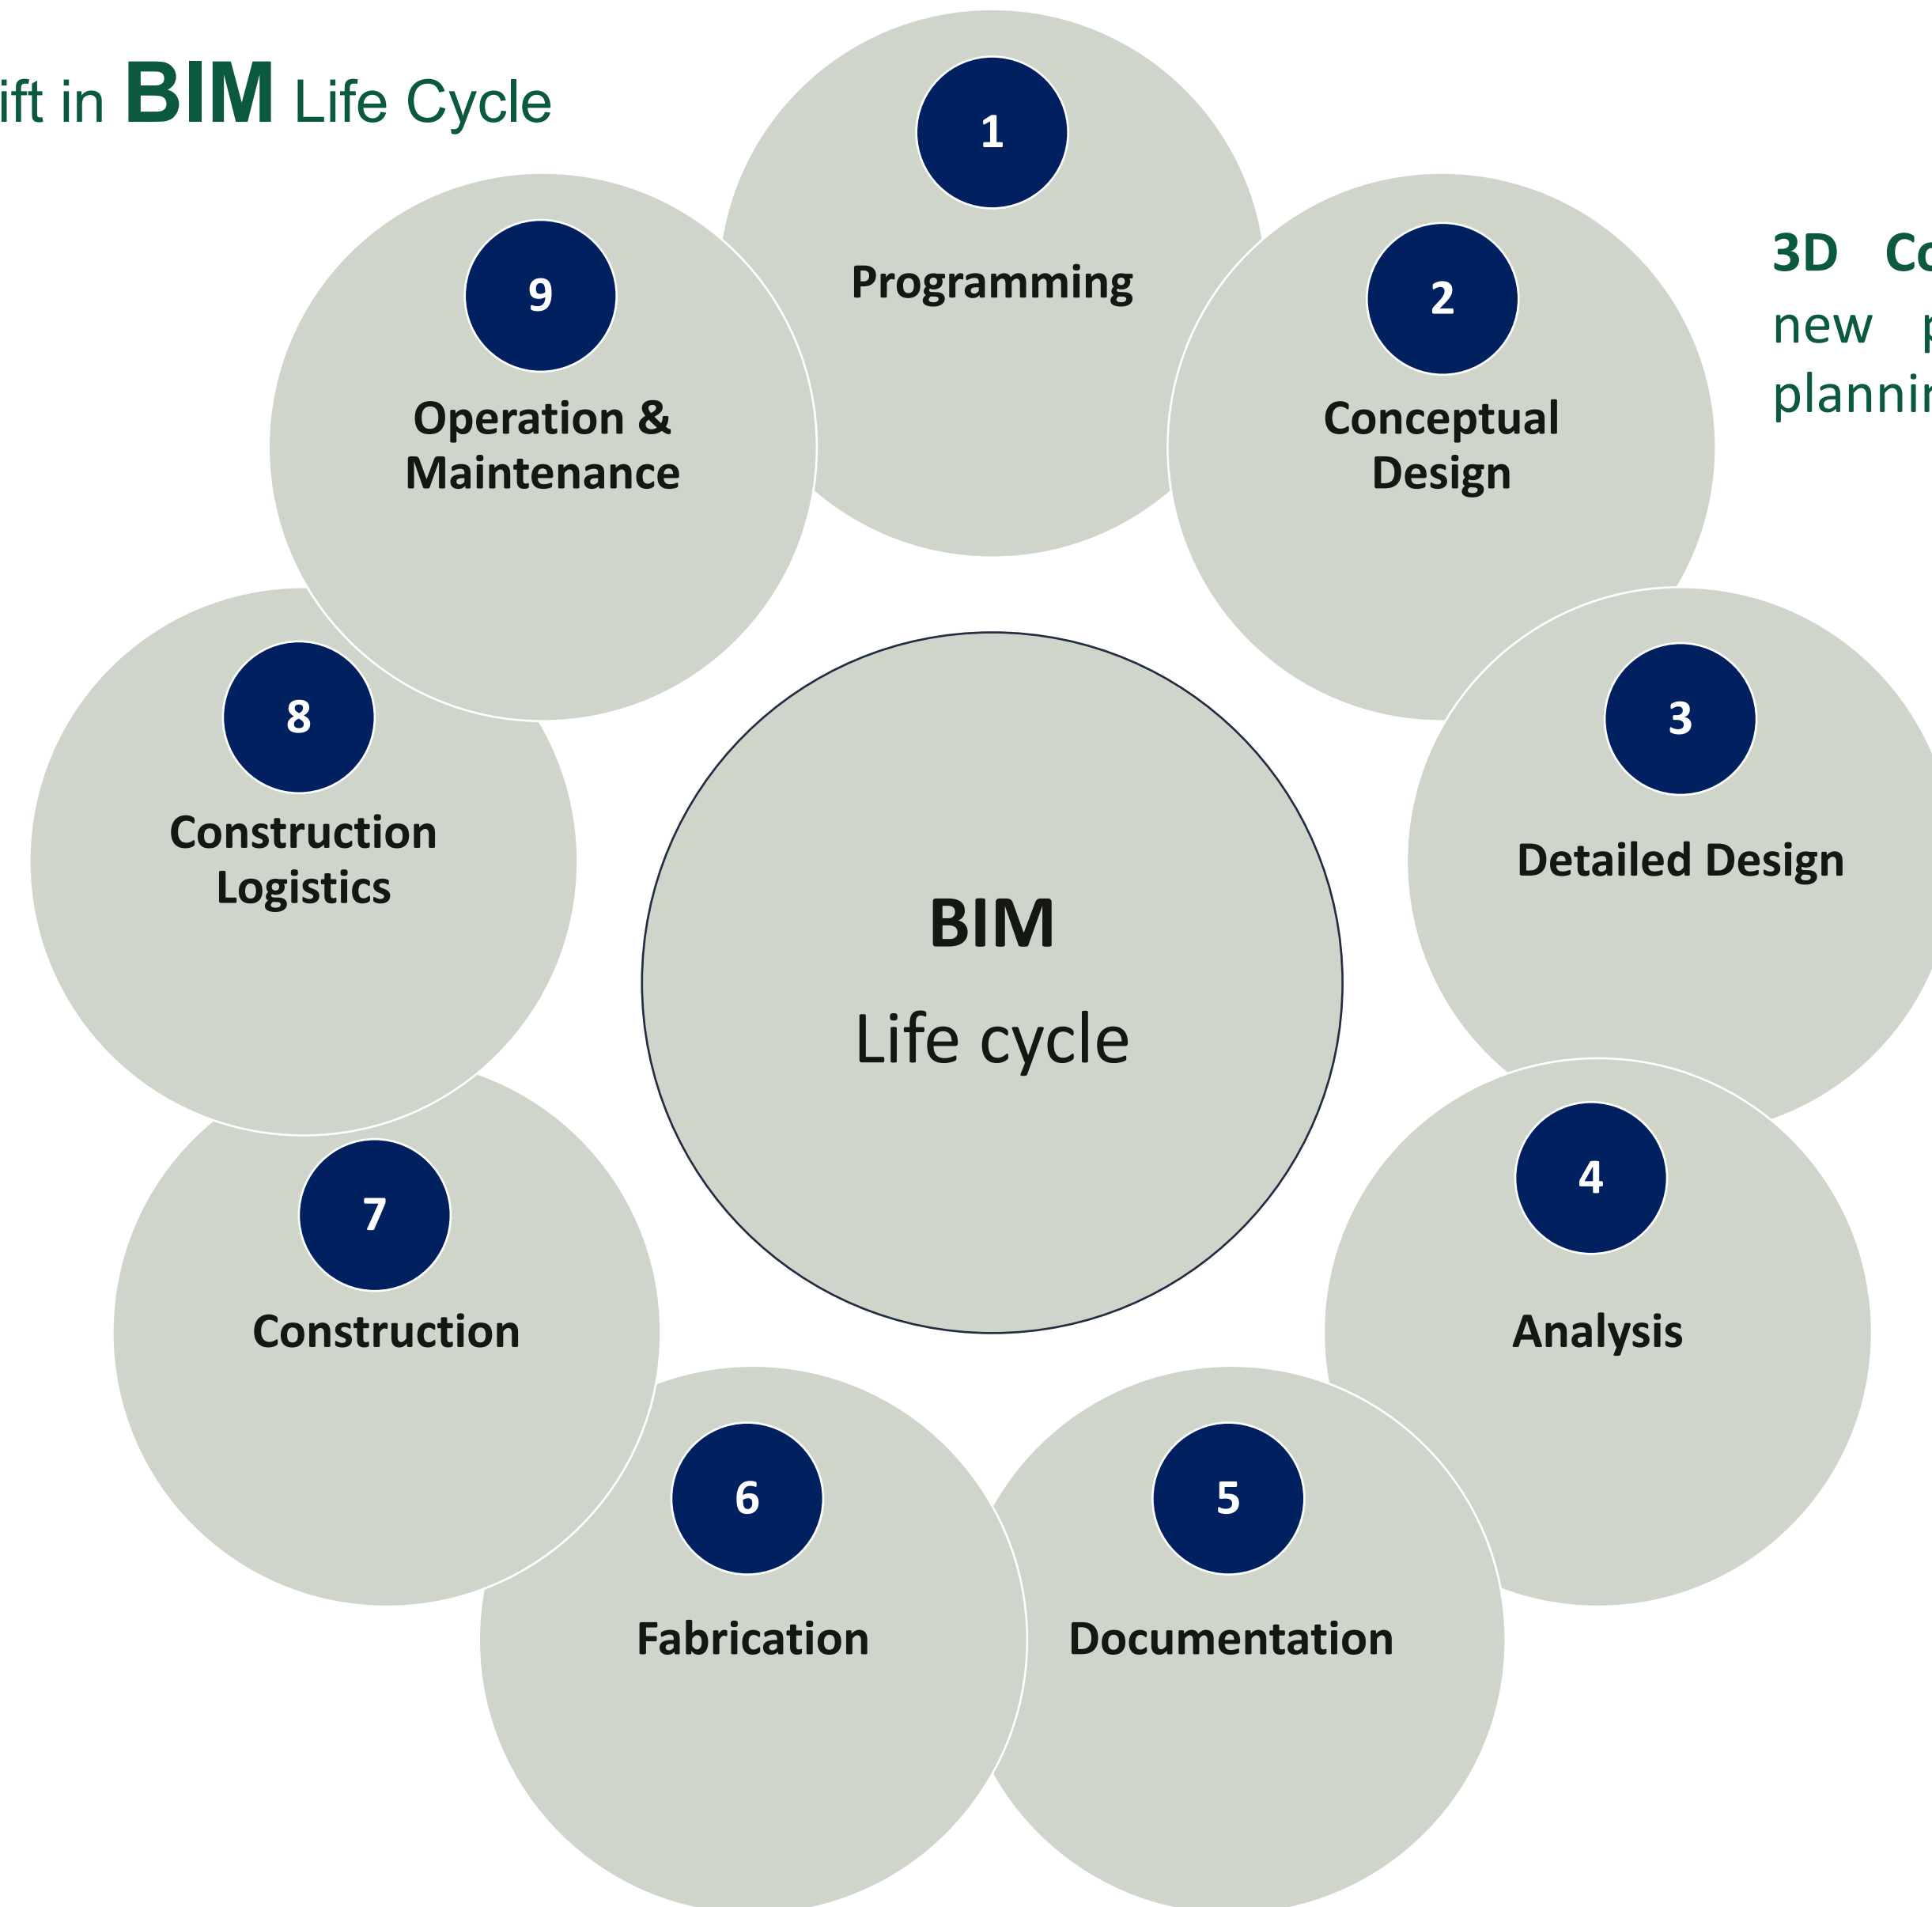 in BIM Life Cycle
1
Programming
2
Conceptual
Design
3
Detailed Design
4
Analysis
5
Documentation
6
Fabrication
7
Construction
8
Construction
Logistics
9
Operation &
Maintenance
BIM
Life cycle
3D
new